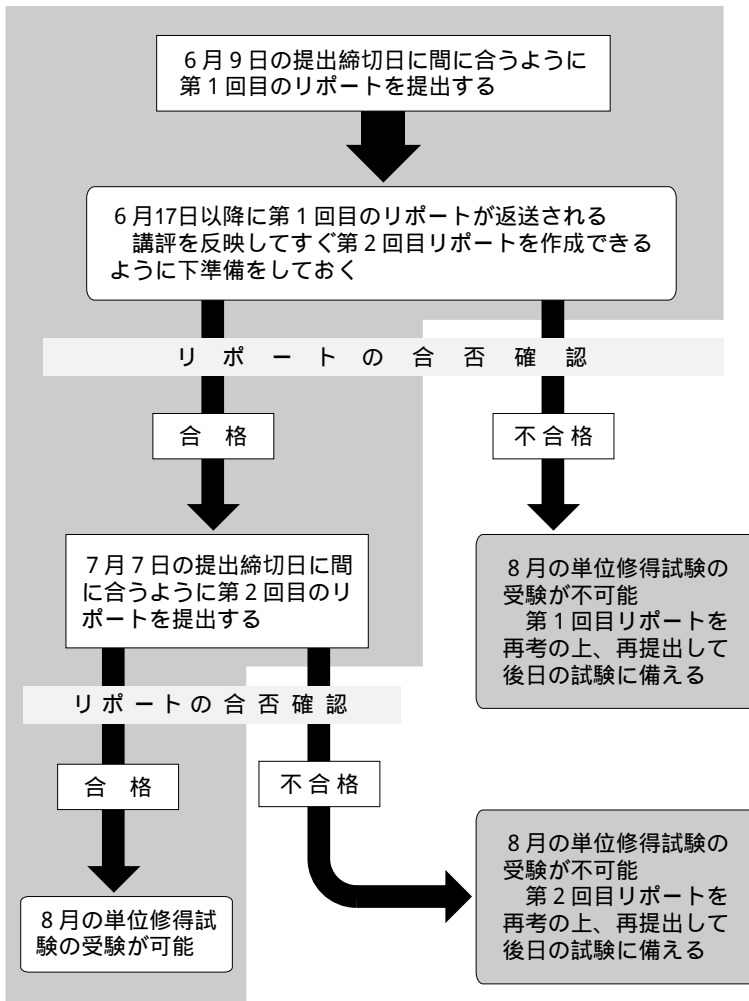 ６月９日の提出締切日に間に合うように
第１回目のリポートを提出する
６月17日以降に第１回目のリポートが返送される
講評を反映してすぐ第２回目リポートを作成できる
ように下準備をしておく
リポートの合否確認
合格
不合格
７月７日の提出締切日に間
に合うように第２回目のリ
ポートを提出する
８月の単位修得試験の
受験が不可能
第１回目リポートを
再考の上、再提出して
後日の試験に備える
リポートの合否確認
合格
不合格
８月の単位修得試験の
受験が不可能
第２回目リポートを
再考の上、再提出して
後日の試験に備える
８月の単位修得試
験の受験が可能